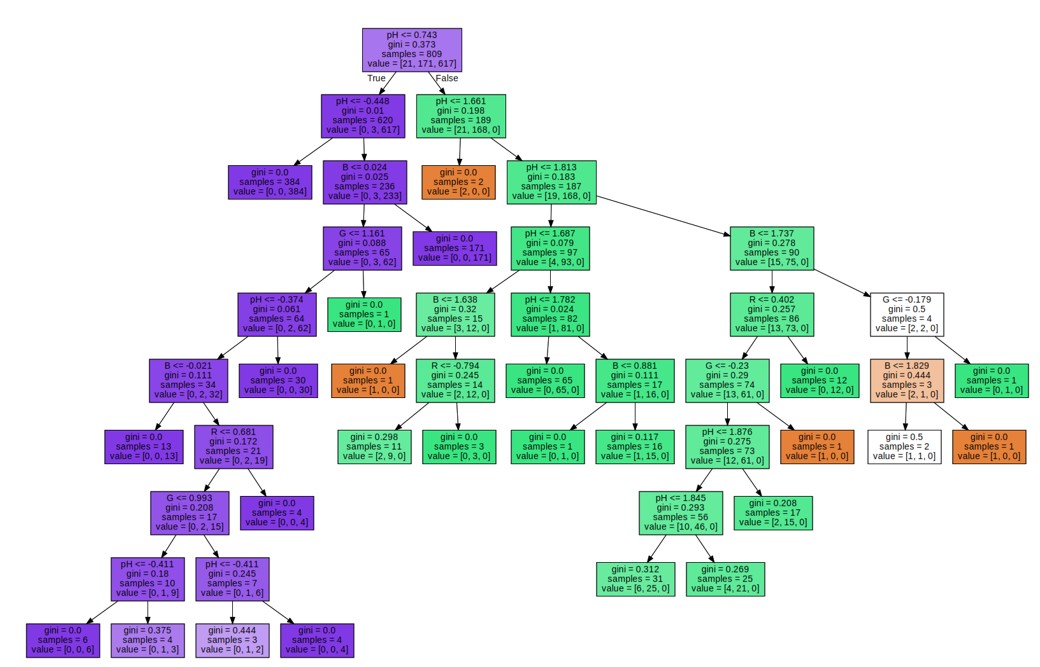 pH <= 0.743
gini = 0.373
samples = 809
value = [21, 171, 617]
True
False
pH <= -0.448
gini = 0.01
samples = 620
value = [0, 3, 617]
pH <= 1.661
gini = 0.198
samples = 189
value = [21, 168, 0]
gini = 0.0
samples = 384
value = [0, 0, 384]
B <= 0.024
gini = 0.025
samples = 236
value = [0, 3, 233]
gini = 0.0
samples = 2
value = [2, 0, 0]
pH <= 1.813
gini = 0.183
samples = 187
value = [19, 168, 0]
G <= 1.161
gini = 0.088
samples = 65
value = [0, 3, 62]
gini = 0.0
samples = 171
value = [0, 0, 171]
pH <= 1.687
gini = 0.079
samples = 97
value = [4, 93, 0]
B <= 1.737
gini = 0.278
samples = 90
value = [15, 75, 0]
pH <= -0.374
gini = 0.061
samples = 64
value = [0, 2, 62]
gini = 0.0
samples = 1
value = [0, 1, 0]
B <= 1.638
gini = 0.32
samples = 15
value = [3, 12, 0]
pH <= 1.782
gini = 0.024
samples = 82
value = [1, 81, 0]
R <= 0.402
gini = 0.257
samples = 86
value = [13, 73, 0]
G <= -0.179
gini = 0.5
samples = 4
value = [2, 2, 0]
B <= -0.021
gini = 0.111
samples = 34
value = [0, 2, 32]
gini = 0.0
samples = 30
value = [0, 0, 30]
gini = 0.0
samples = 1
value = [1, 0, 0]
R <= -0.794
gini = 0.245
samples = 14
value = [2, 12, 0]
gini = 0.0
samples = 65
value = [0, 65, 0]
B <= 0.881
gini = 0.111
samples = 17
value = [1, 16, 0]
G <= -0.23
gini = 0.29
samples = 74
value = [13, 61, 0]
gini = 0.0
samples = 12
value = [0, 12, 0]
B <= 1.829
gini = 0.444
samples = 3
value = [2, 1, 0]
gini = 0.0
samples = 1
value = [0, 1, 0]
gini = 0.0
samples = 13
value = [0, 0, 13]
R <= 0.681
gini = 0.172
samples = 21
value = [0, 2, 19]
gini = 0.298
samples = 11
value = [2, 9, 0]
gini = 0.0
samples = 3
value = [0, 3, 0]
gini = 0.0
samples = 1
value = [0, 1, 0]
gini = 0.117
samples = 16
value = [1, 15, 0]
pH <= 1.876
gini = 0.275
samples = 73
value = [12, 61, 0]
gini = 0.0
samples = 1
value = [1, 0, 0]
gini = 0.5
samples = 2
value = [1, 1, 0]
gini = 0.0
samples = 1
value = [1, 0, 0]
G <= 0.993
gini = 0.208
samples = 17
value = [0, 2, 15]
gini = 0.0
samples = 4
value = [0, 0, 4]
pH <= 1.845
gini = 0.293
samples = 56
value = [10, 46, 0]
gini = 0.208
samples = 17
value = [2, 15, 0]
pH <= -0.411
gini = 0.18
samples = 10
value = [0, 1, 9]
pH <= -0.411
gini = 0.245
samples = 7
value = [0, 1, 6]
gini = 0.312
samples = 31
value = [6, 25, 0]
gini = 0.269
samples = 25
value = [4, 21, 0]
gini = 0.0
samples = 6
value = [0, 0, 6]
gini = 0.375
samples = 4
value = [0, 1, 3]
gini = 0.444
samples = 3
value = [0, 1, 2]
gini = 0.0
samples = 4
value = [0, 0, 4]